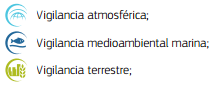 Vigilancia atmosférica;
Vigilancia medioambiental marina;
Vigilancia terrestre;